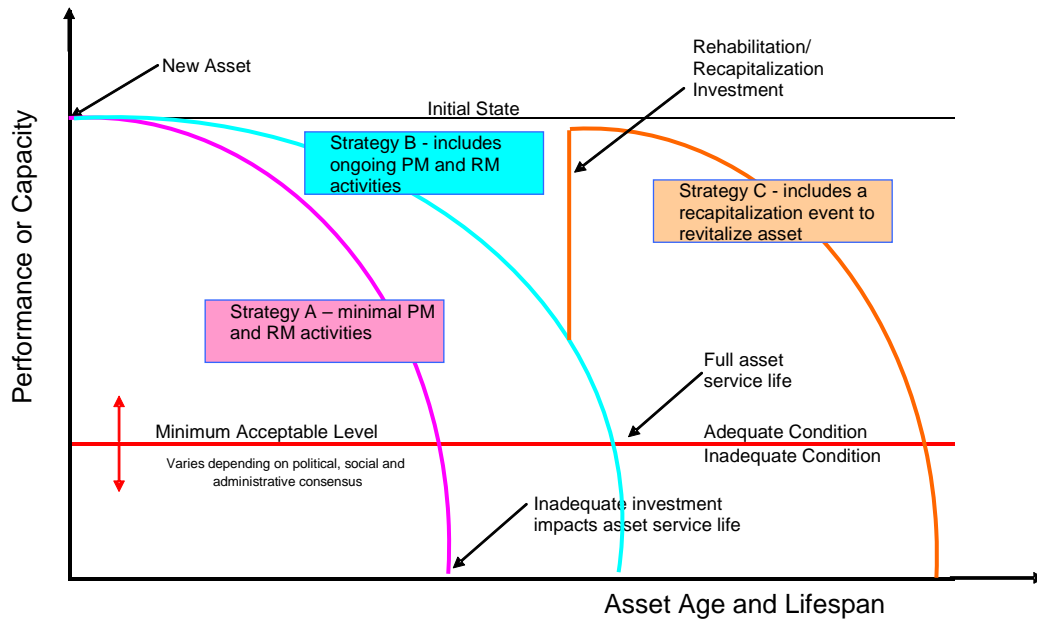 New Asset
Rehabilitation/
Recapitalization
Investment
Initial State
Strategy B - includes
ongoing PM and RM
activities
Strategy C - includes a
recapitalization event to
revitalize asset
Performance or Capacity
Strategy A – minimal PM
and RM activities
Full asset
service life
Minimum Acceptable Level
Adequate Condition
Varies depending on political, social and
administrative consensus
Inadequate Condition
Inadequate investment
impacts asset service life
Asset Age and Lifespan